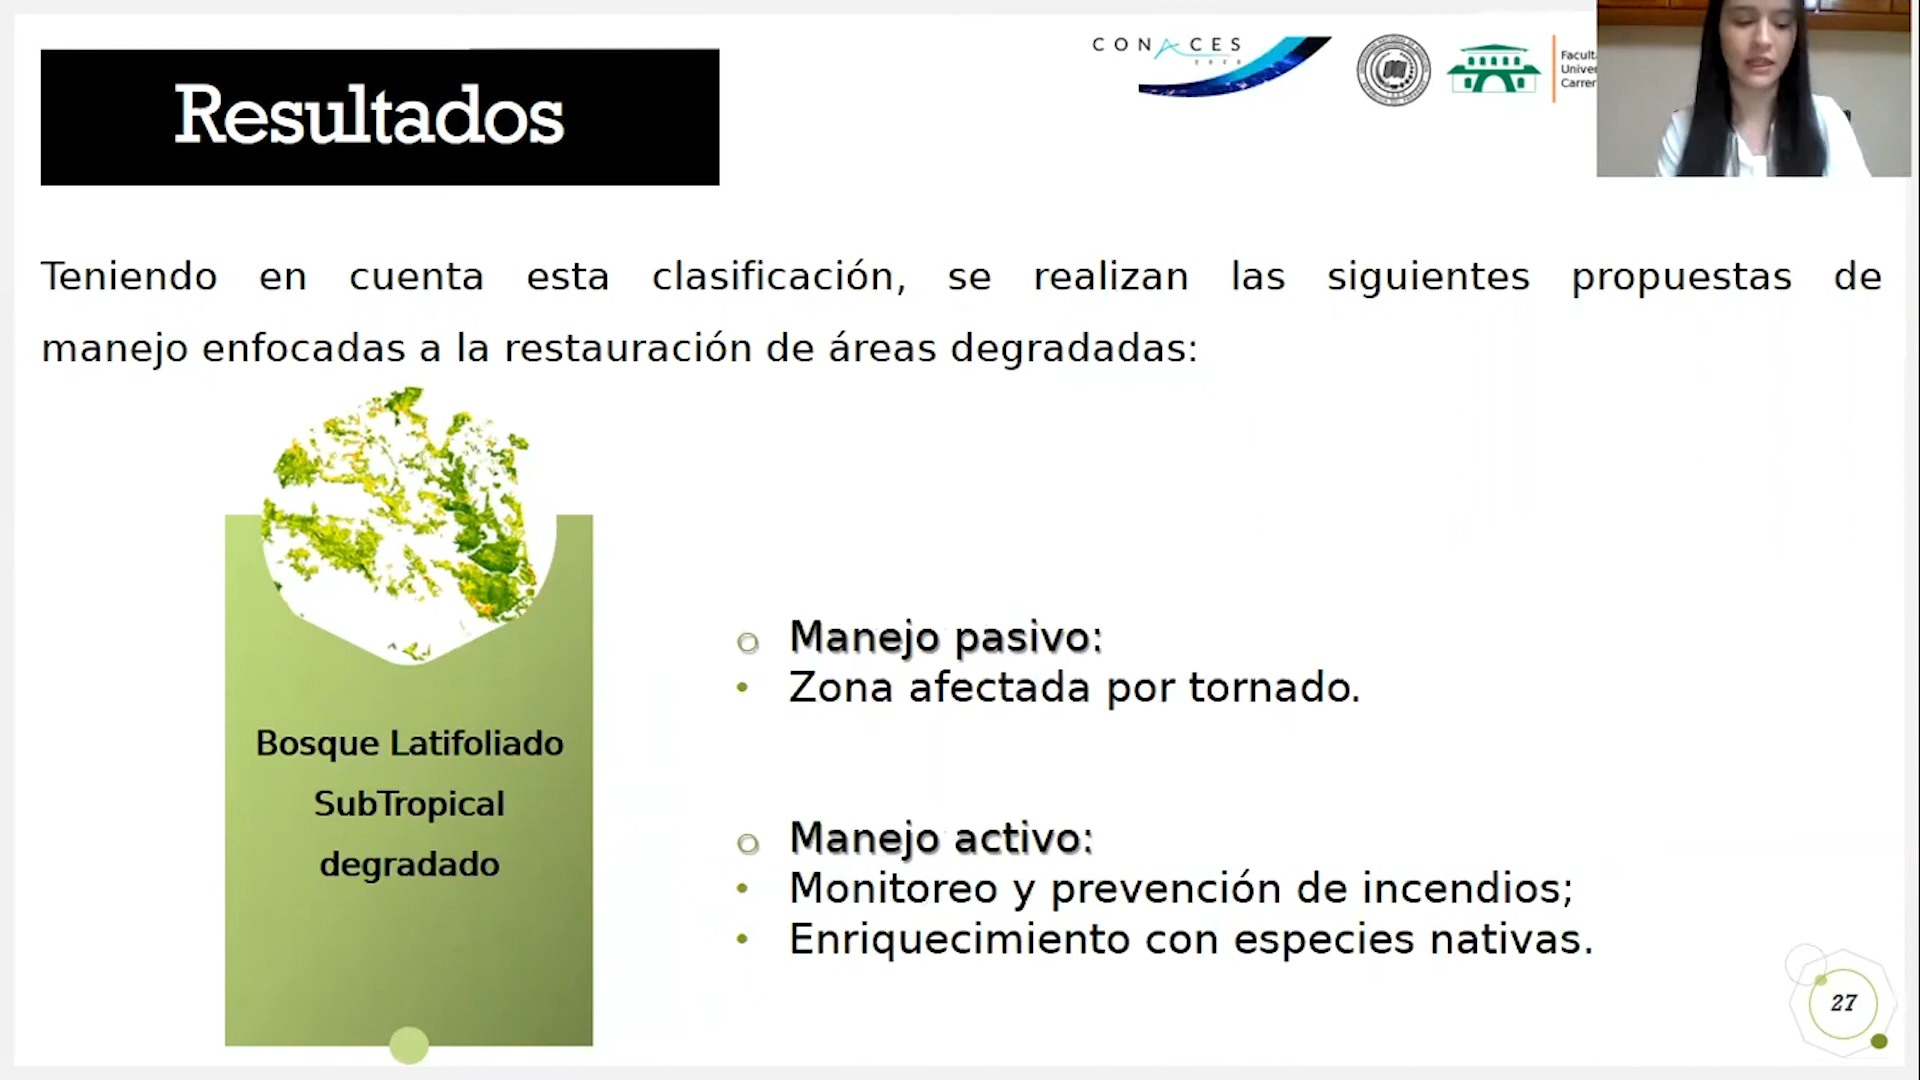 CONACES
2020
Facult
Univer
Carrer
Resultados
Teniendo en cuenta esta clasificación, se realizan las siguientes propuestas de
manejo enfocadas a la restauración de áreas degradadas:
Bosque Latifoliado
SubTropical
degradado
Manejo pasivo:
Zona afectada por tornado.
Manejo activo:
Monitoreo y prevención de incendios;
Enriquecimiento con especies nativas.
27